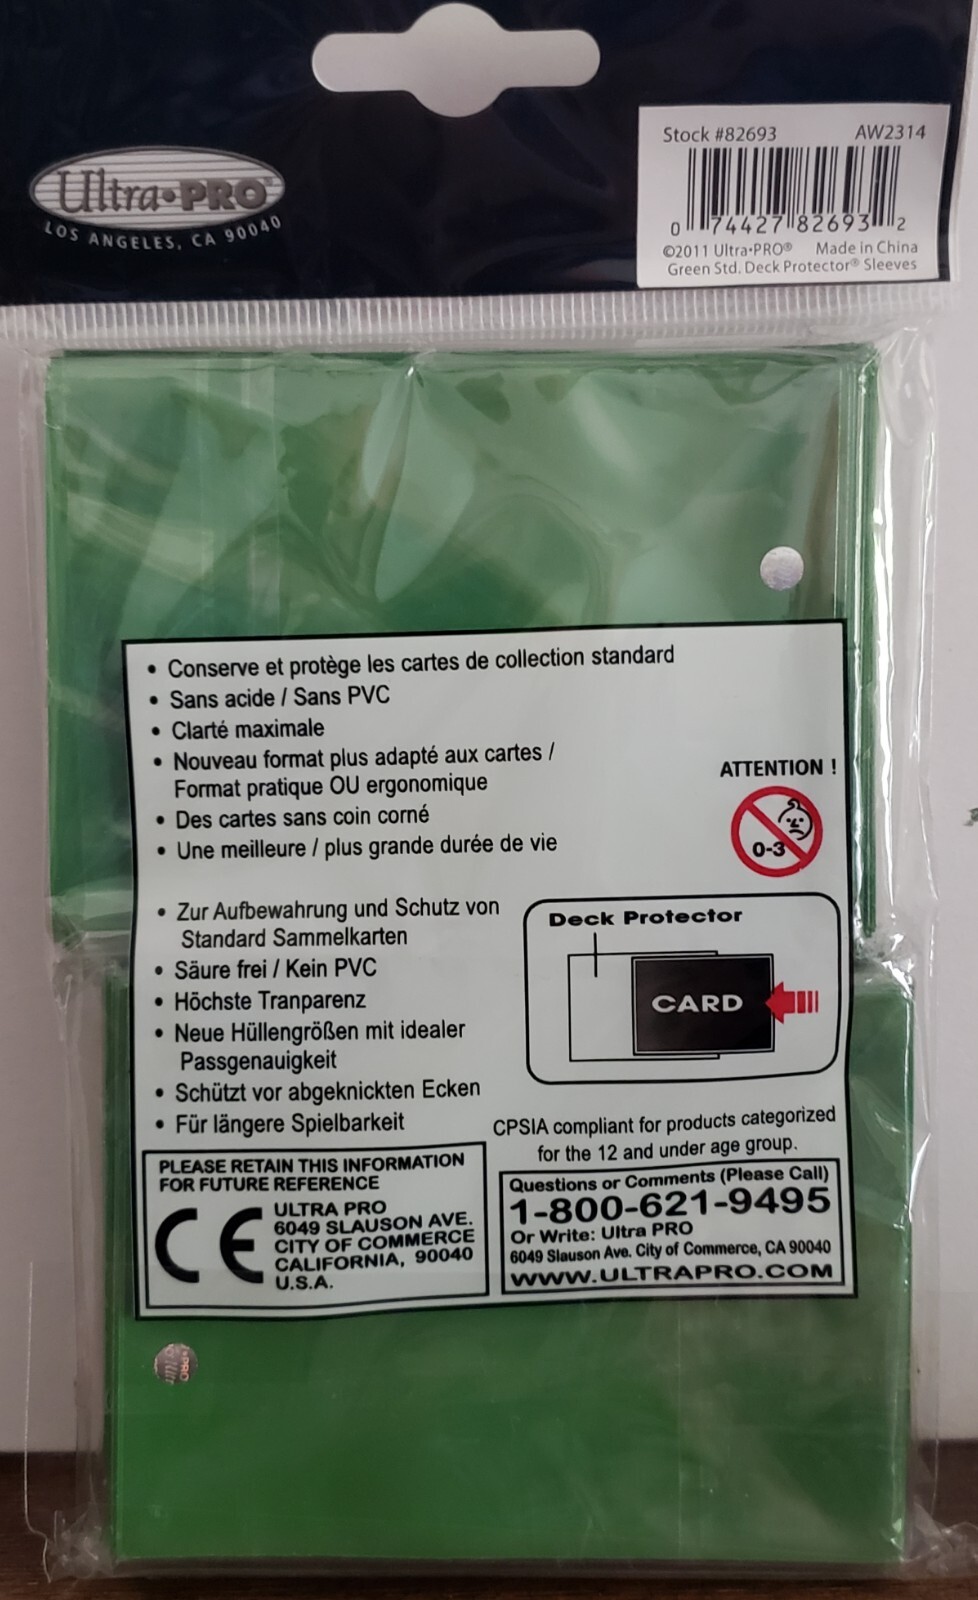 Ultra•PRO®
LOS ANGELES, CA 90040
Stock #82693 AW2314
0 74427 82693 2
©2011 Ultra•PRO® Made in China
Green Std. Deck Protector® Sleeves
• Conserve et protège les cartes de collection standard
• Sans acide / Sans PVC
• Clarté maximale
• Nouveau format plus adapté aux cartes /
Format pratique OU ergonomique
• Des cartes sans coin corné
• Une meilleure / plus grande durée de vie
ATTENTION !
0-3
• Zur Aufbewahrung und Schutz von
Standard Sammelkarten
• Säure frei / Kein PVC
• Höchste Tranparenz
• Neue Hüllengrößen mit idealer
Passgenauigkeit
• Schützt vor abgeknickten Ecken
• Für längere Spielbarkeit
Deck Protector
CARD
CPSIA compliant for products categorized
for the 12 and under age group.
PLEASE RETAIN THIS INFORMATION
FOR FUTURE REFERENCE
CE
ULTRA PRO
6049 SLAUSON AVE.
CITY OF COMMERCE
CALIFORNIA, 90040
U.S.A.
Questions or Comments (Please Call)
1-800-621-9495
Or Write: Ultra PRO
6049 Slauson Ave. City of Commerce, CA 90040
WWW.ULTRAPRO.COM